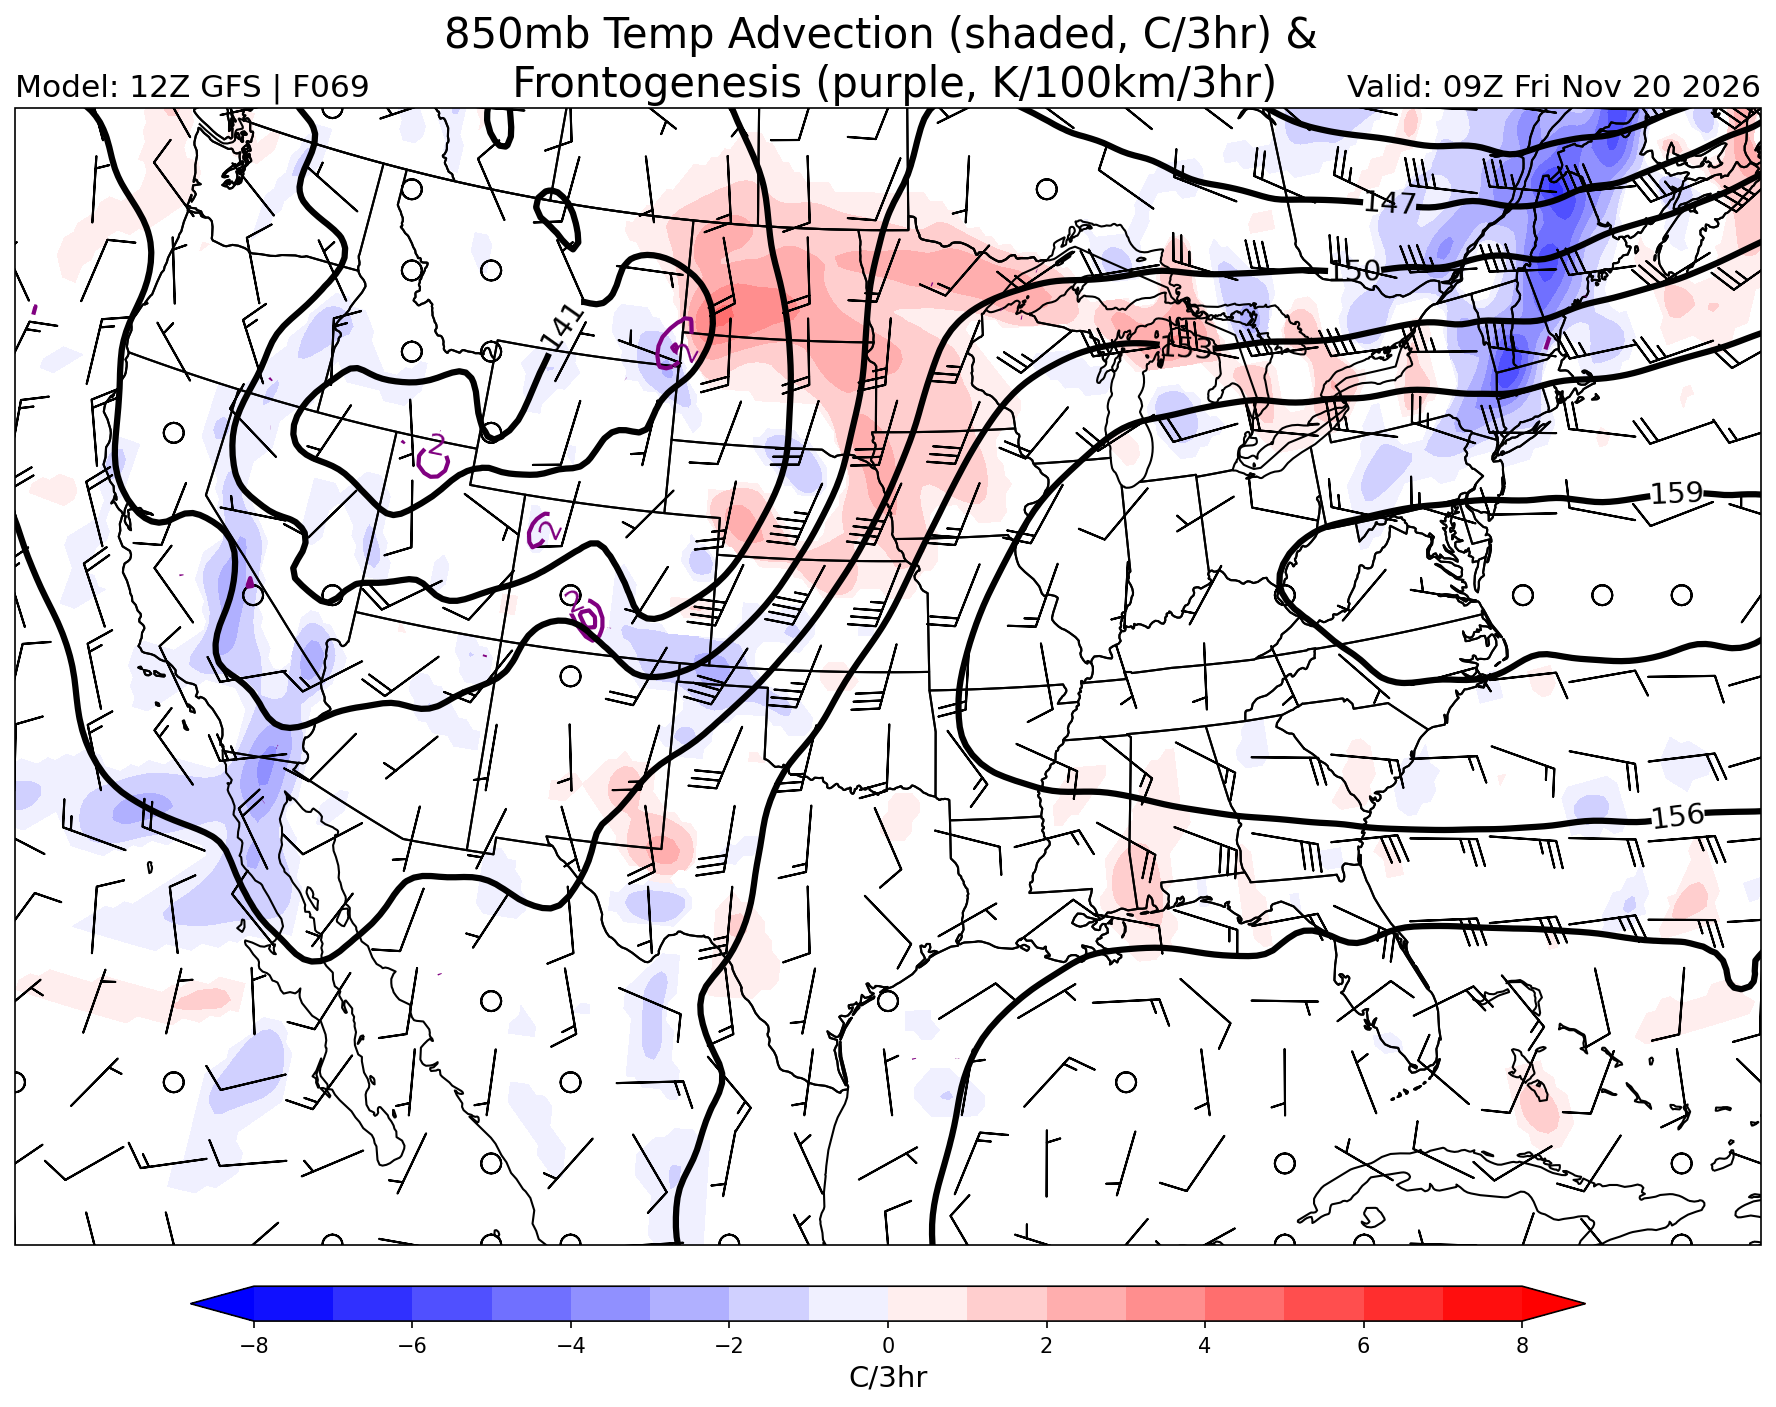 850mb Temp Advection (shaded, C/3hr) &
Frontogenesis (purple, K/100km/3hr)
Model: 12Z GFS | F069
Valid: 09Z Fri Nov 20 2026
147
150
141
153
2
2
2
2
159
156
−8 −6 −4 −2 0 2 4 6 8
C/3hr